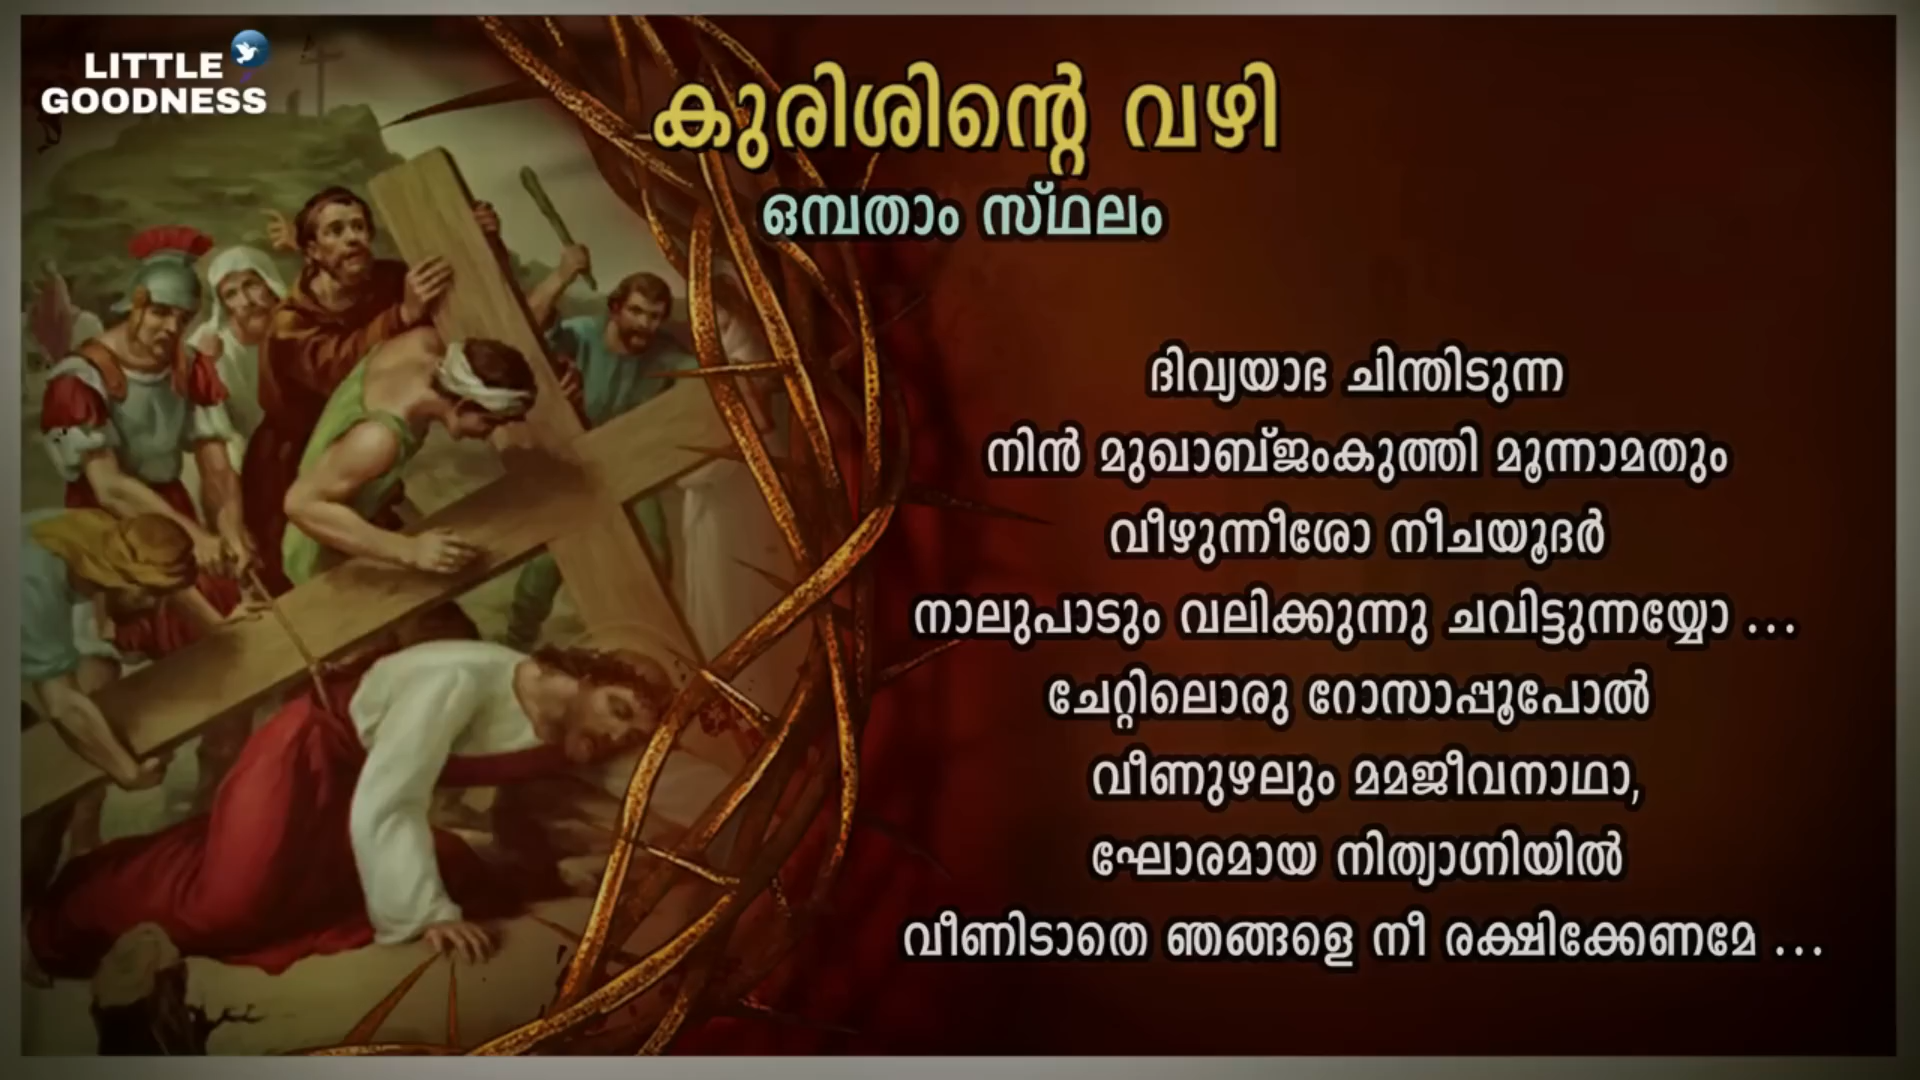 LITTLE
GOODNESS
കുരിശിന്റെ വഴി
ഒമ്പതാം സ്ഥലം
ദിവ്യയാഭ ചിന്തിടുന്ന
നിൻ മുഖാബ്ജംകുത്തി മൂന്നാമതും
വീഴുന്നീശോ നീചയൂദർ
നാലുപാടും വലിക്കുന്നു ചവിട്ടുന്നയ്യോ ...
ചേറ്റിലൊരു റോസാപ്പൂപോൽ
വീണുഴലും മമജീവനാഥാ,
ഘോരമായ നിത്യാഗ്നിയിൽ
വീണിടാതെ ഞങ്ങളെ നീ രക്ഷിക്കേണമേ ...